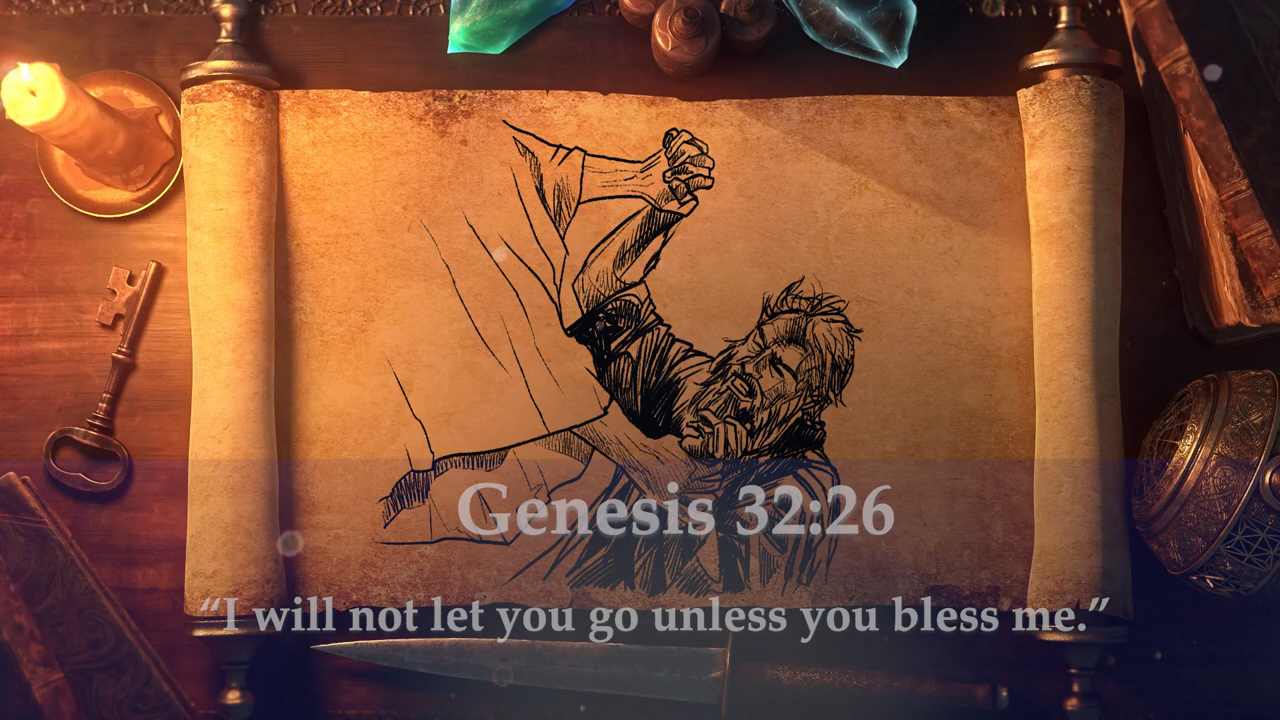 Genesis 32:26
“I will not let you go unless you bless me.”